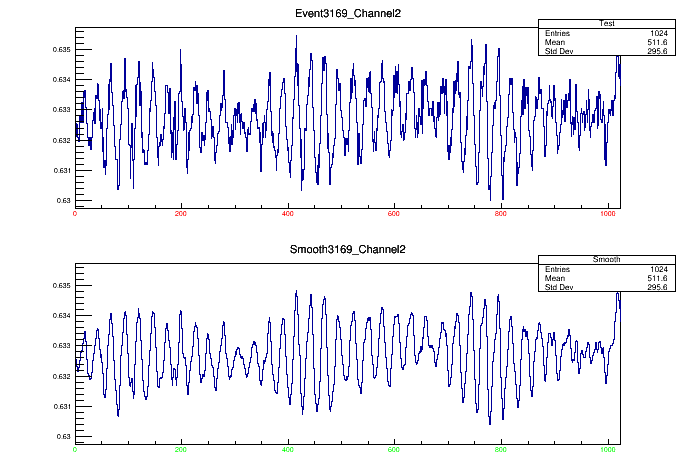 Event3169_Channel2
Test
Entries 1024
Mean 511.6
Std Dev 295.6
0.635
0.634
0.633
0.632
0.631
0.63
0 200 400 600 800 1000
Smooth3169_Channel2
Smooth
Entries 1024
Mean 511.6
Std Dev 295.6
0.635
0.634
0.633
0.632
0.631
0.63
0 200 400 600 800 1000